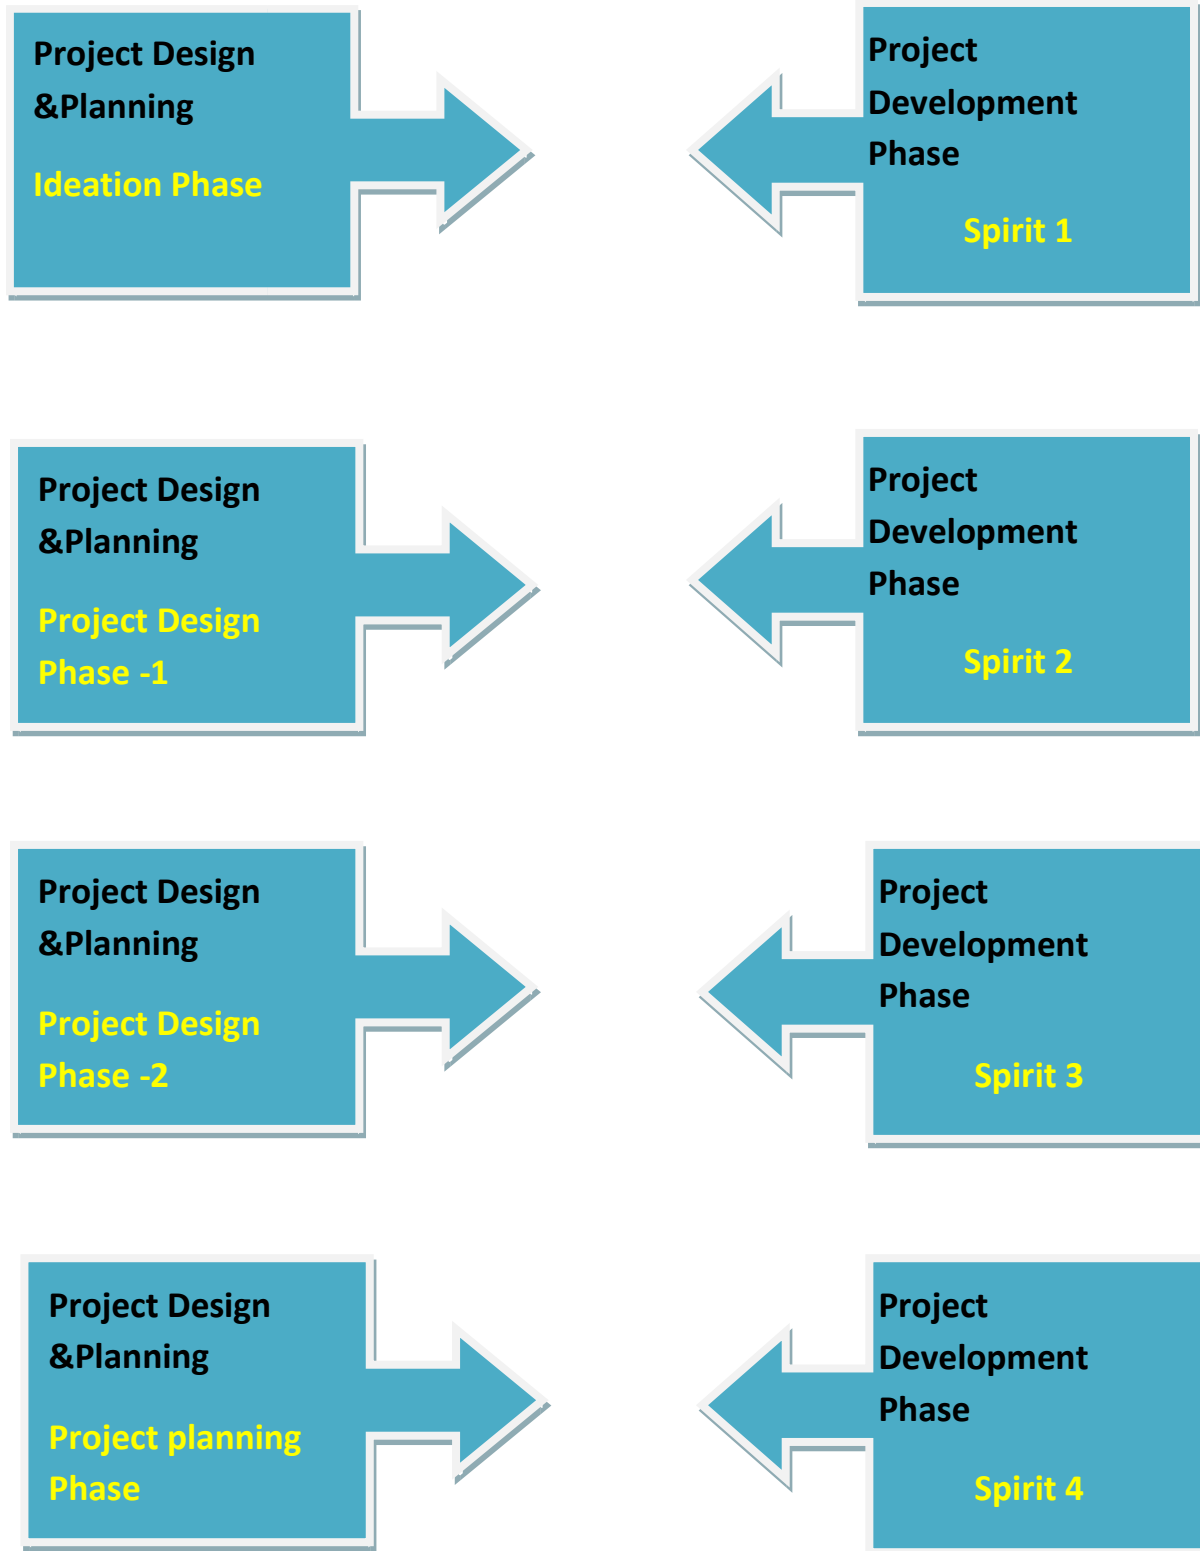 Project Design
&Planning
Ideation Phase
Project
Development
Phase
Spirit 1
Project Design
&Planning
Project Design
Phase -1
Project
Development
Phase
Spirit 2
Project Design
&Planning
Project Design
Phase -2
Project
Development
Phase
Spirit 3
Project Design
&Planning
Project planning
Phase
Project
Development
Phase
Spirit 4